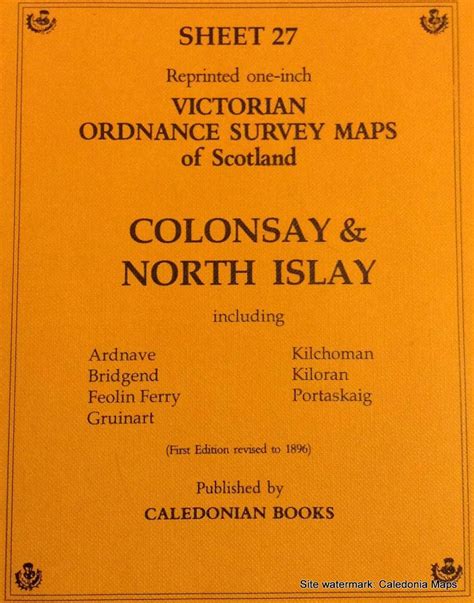 SHEET 27
Reprinted one-inch
VICTORIAN
ORDNANCE SURVEY MAPS
of Scotland
COLONSAY &
NORTH ISLAY
including
Ardnave
Bridgend
Feolin Ferry
Gruinart
Kilchoman
Kiloran
Portaskaig
(First Edition revised to 1896)
Published by
CALEDONIAN BOOKS
Site watermark. Caledonia Maps